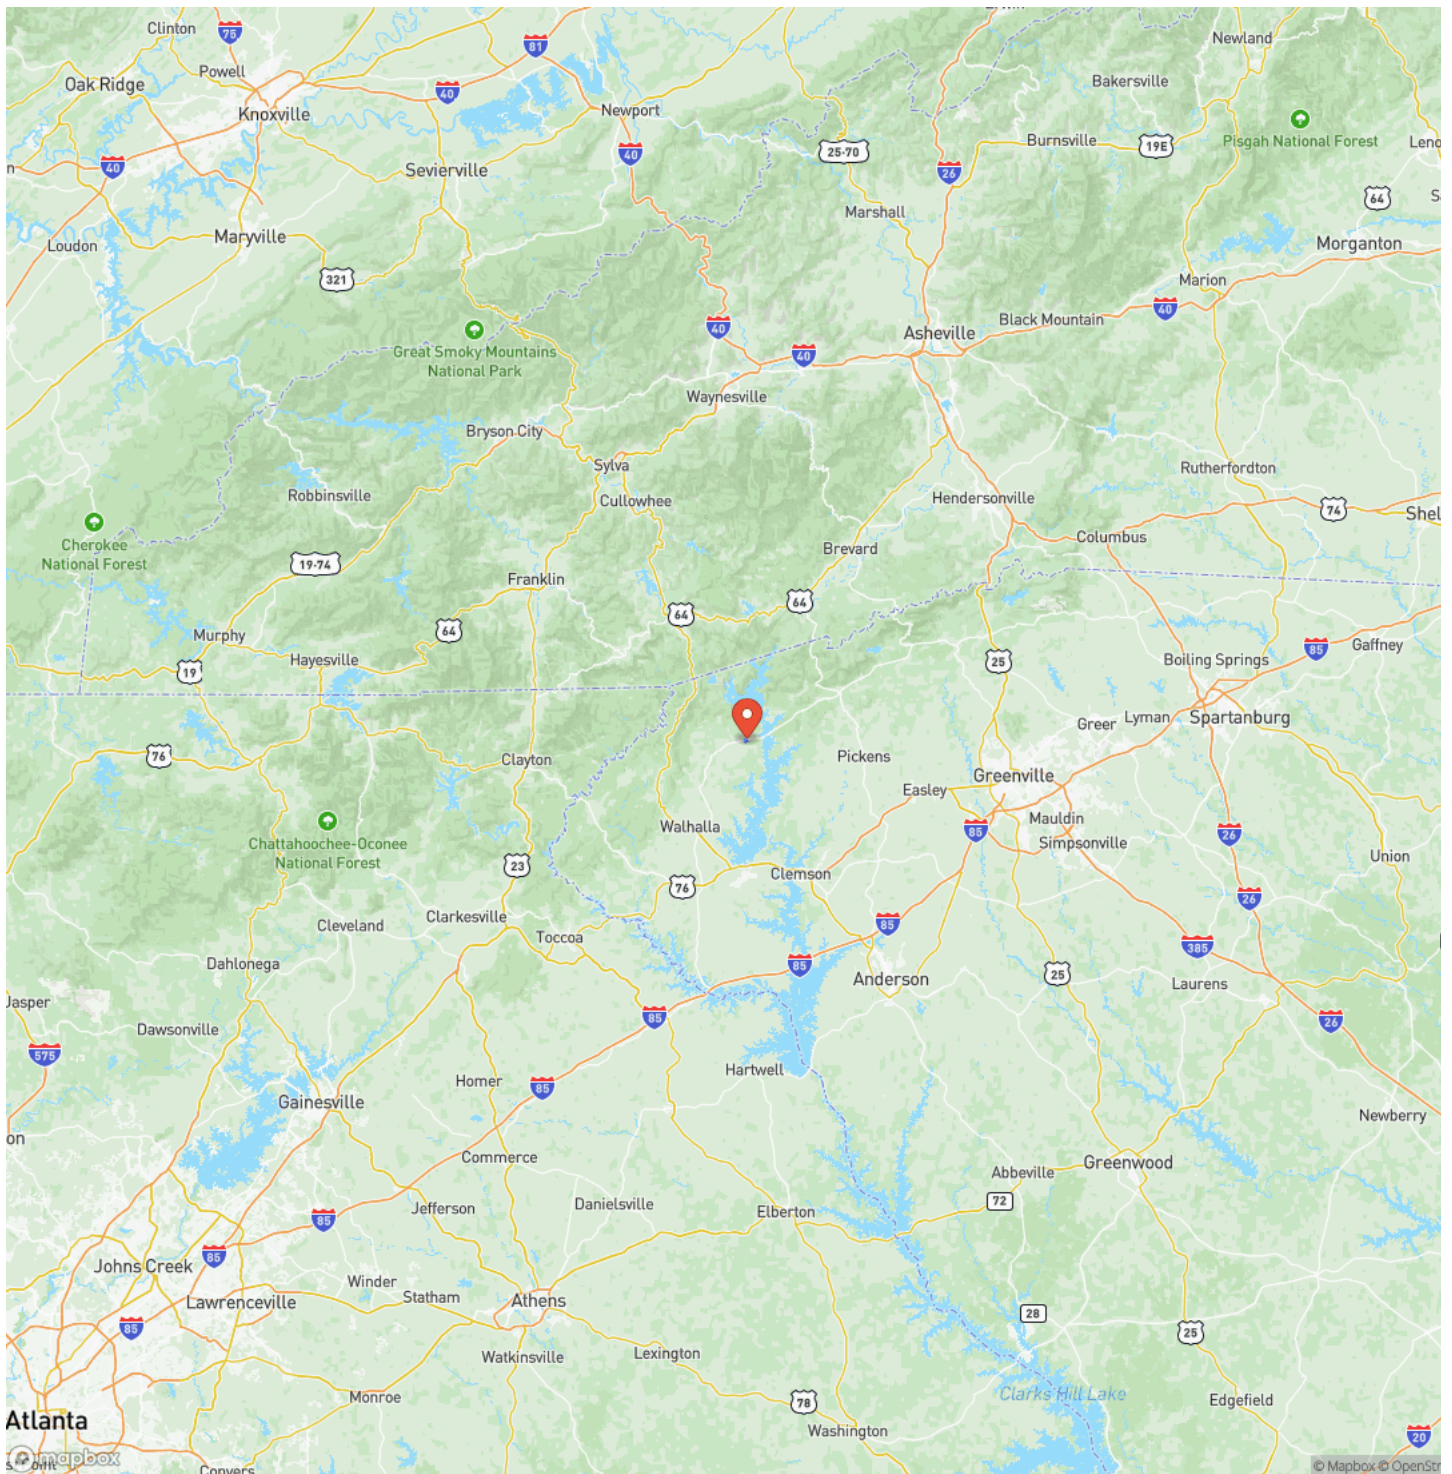 Clinton
75
81
Newland
Powell
Oak Ridge
40
Bakersville
Knoxville
Newport
Pisgah National Forest
Burnsville
19E
25-70
40
40
Sevierville
26
64
Marshall
Maryville
Loudon
Morganton
321
Marion
40
Great Smoky Mountains
National Park
40
Black Mountain
Asheville
40
Waynesville
Bryson City
Sylva
Rutherfordton
Robbinsville
Cullowhee
Hendersonville
74
Cherokee
National Forest
Columbus
Brevard
19-74
Franklin
64
64
64
Murphy
Hayesville
19
25
Boiling Springs
85
Gaffney
Greer
Lyman
Spartanburg
76
Clayton
Pickens
Greenville
Easley
Chattahoochee-Oconee
National Forest
Walhalla
85
Mauldin
Simpsonville
26
Union
23
76
Clemson
26
Cleveland
Clarkesville
Toccoa
85
385
Dahlonega
85
Anderson
25
Laurens
Jasper
Dawsonville
85
26
575
Homer
85
Hartwell
Gainesville
Newberry
on
Commerce
Abbeville
Greenwood
72
Jefferson
Danielsville
Elberton
85
85
Johns Creek
Winder
Statham
Lawrenceville
Athens
85
28
25
Watkinsville
Lexington
Monroe
78
Clarks Hill Lake
Edgefield
Atlanta
Washington
20
mapbox
© Mapbox © OpenStr